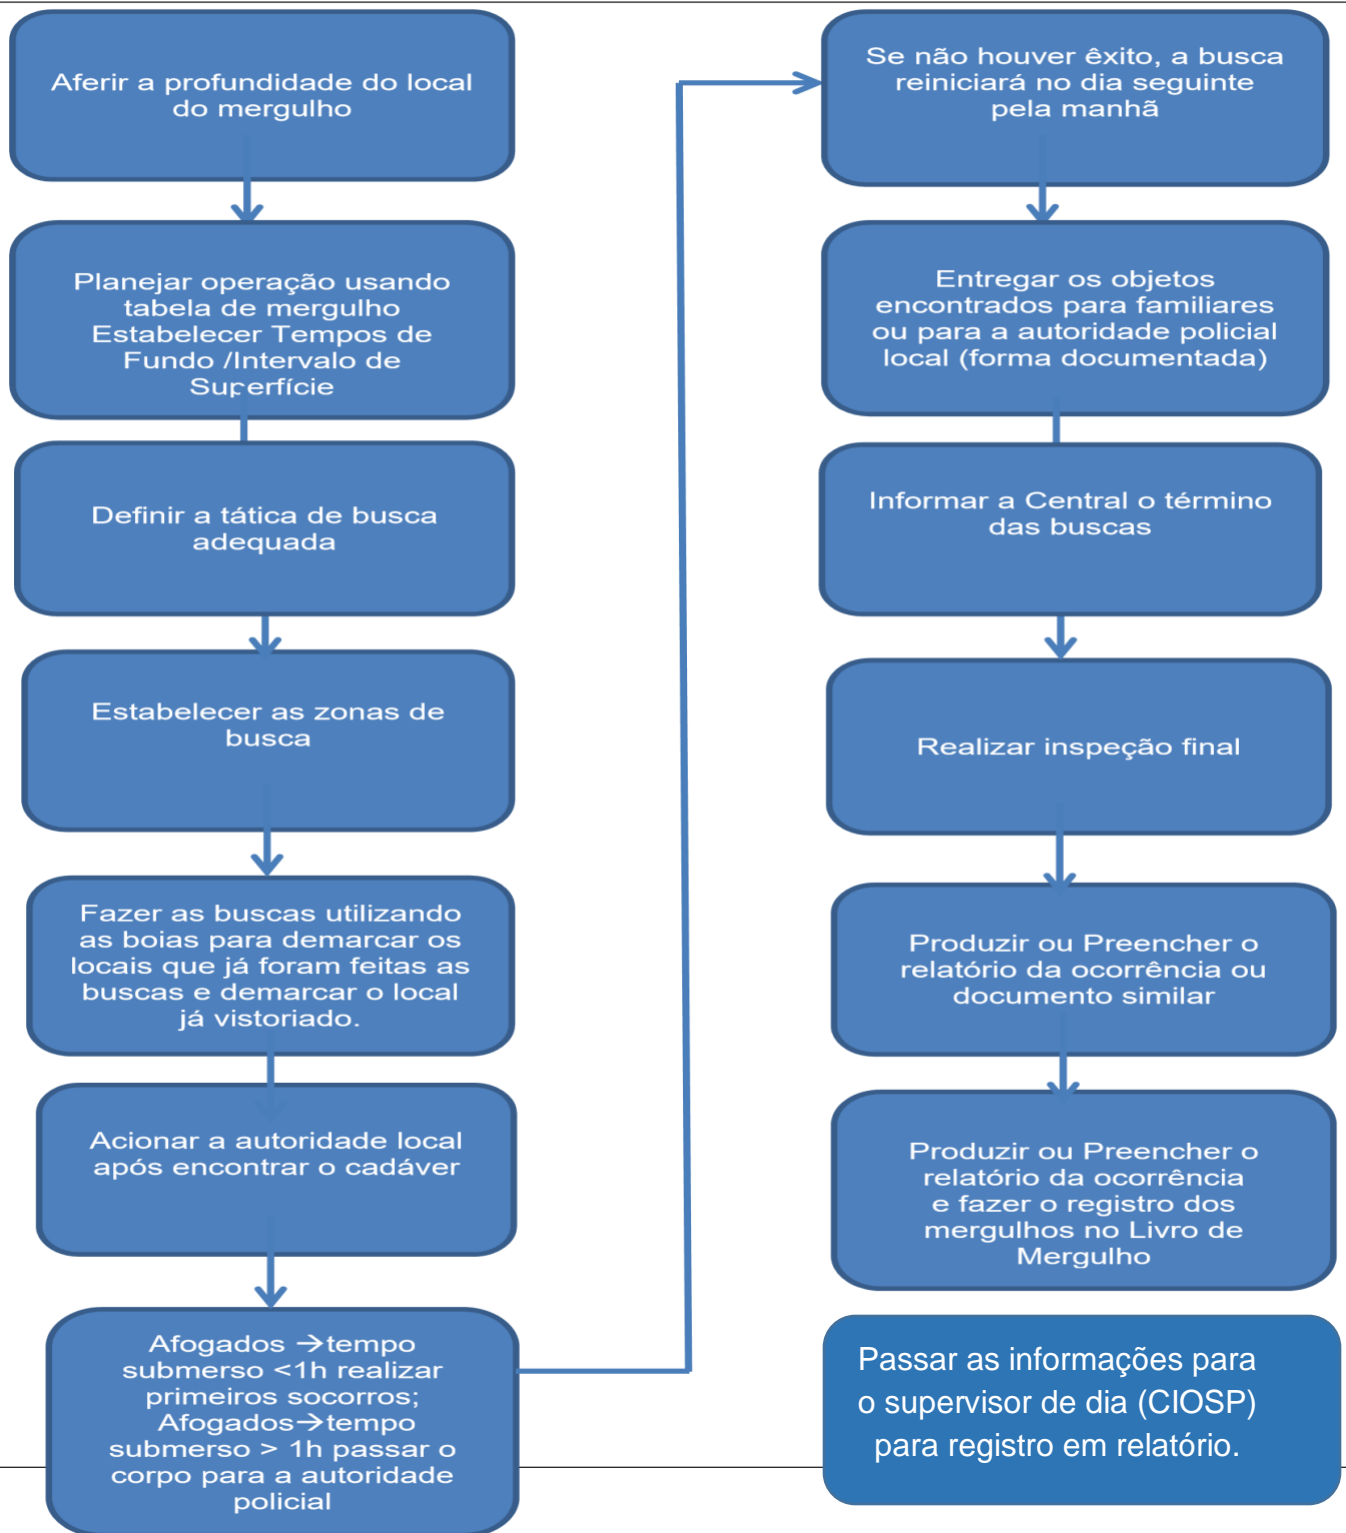 Aferir a profundidade do local
do mergulho
Planejar operação usando
tabela de mergulho
Estabelecer Tempos de
Fundo /Intervalo de
Superfície
Definir a tática de busca
adequada
Estabelecer as zonas de
busca
Fazer as buscas utilizando
as boias para demarcar os
locais que já foram feitas as
buscas e demarcar o local
já vistoriado.
Acionar a autoridade local
após encontrar o cadáver
Afogados →tempo
submerso <1h realizar
primeiros socorros;
Afogados→tempo
submerso > 1h passar o
corpo para a autoridade
policial
Se não houver êxito, a busca
reiniciará no dia seguinte
pela manhã
Entregar os objetos
encontrados para familiares
ou para a autoridade policial
local (forma documentada)
Informar a Central o término
das buscas
Realizar inspeção final
Produzir ou Preencher o
relatório da ocorrência ou
documento similar
Produzir ou Preencher o
relatório da ocorrência
e fazer o registro dos
mergulhos no Livro de
Mergulho
Passar as informações para
o supervisor de dia (CIOSP)
para registro em relatório.